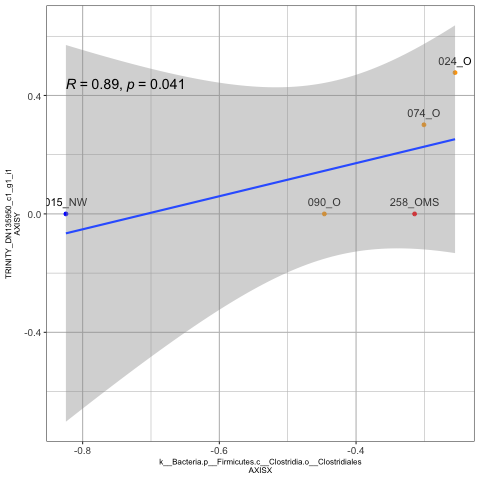 024_O
R = 0.89, p = 0.041
0.4
074_O
TRINITY_DN135950_c1_g1_i1
AXISY
015_NW
090_O
258_OMS
0.0
-0.4
-0.8
-0.6
-0.4
k__Bacteria.p__Firmicutes.c__Clostridia.o__Clostridiales
AXISX